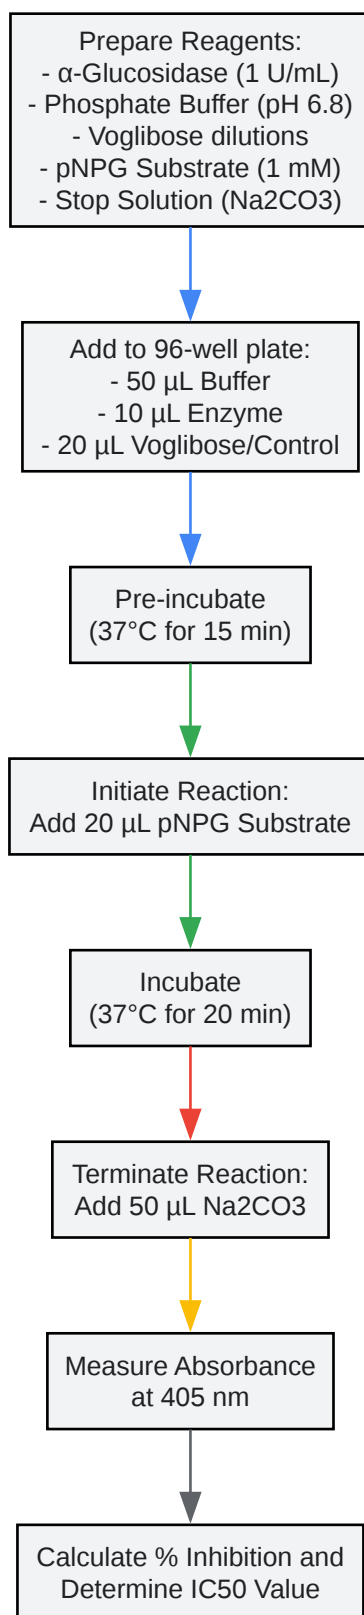 Prepare Reagents:
- α-Glucosidase (1 U/mL)
- Phosphate Buffer (pH 6.8)
- Voglibose dilutions
- pNPG Substrate (1 mM)
- Stop Solution (Na2CO3)
Add to 96-well plate:
- 50 µL Buffer
- 10 µL Enzyme
- 20 µL Voglibose/Control
Pre-incubate
(37°C for 15 min)
Initiate Reaction:
Add 20 µL pNPG Substrate
Incubate
(37°C for 20 min)
Terminate Reaction:
Add 50 µL Na2CO3
Measure Absorbance
at 405 nm
Calculate % Inhibition and
Determine IC50 Value